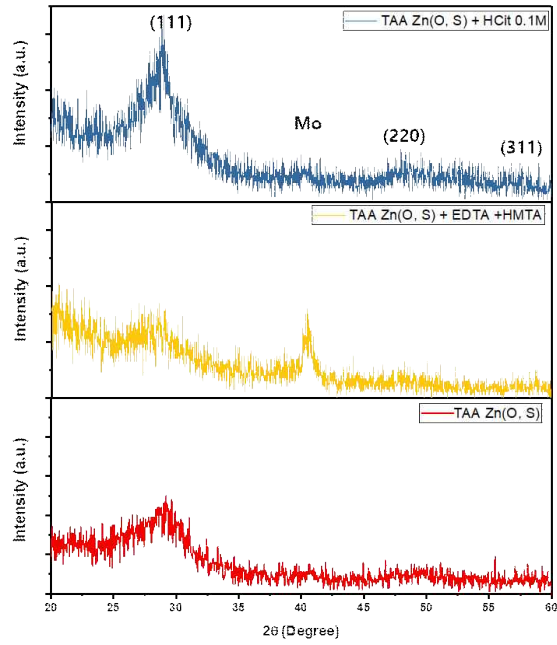 (111)
TAA Zn(O, S) + HCit 0.1M
Intensity (a.u.)
Mo
(220)
(311)
TAA Zn(O, S) + EDTA +HMTA
Intensity (a.u.)
TAA Zn(O, S)
Intensity (a.u.)
20 25 30 35 40 45 50 55 60
2θ (Degree)